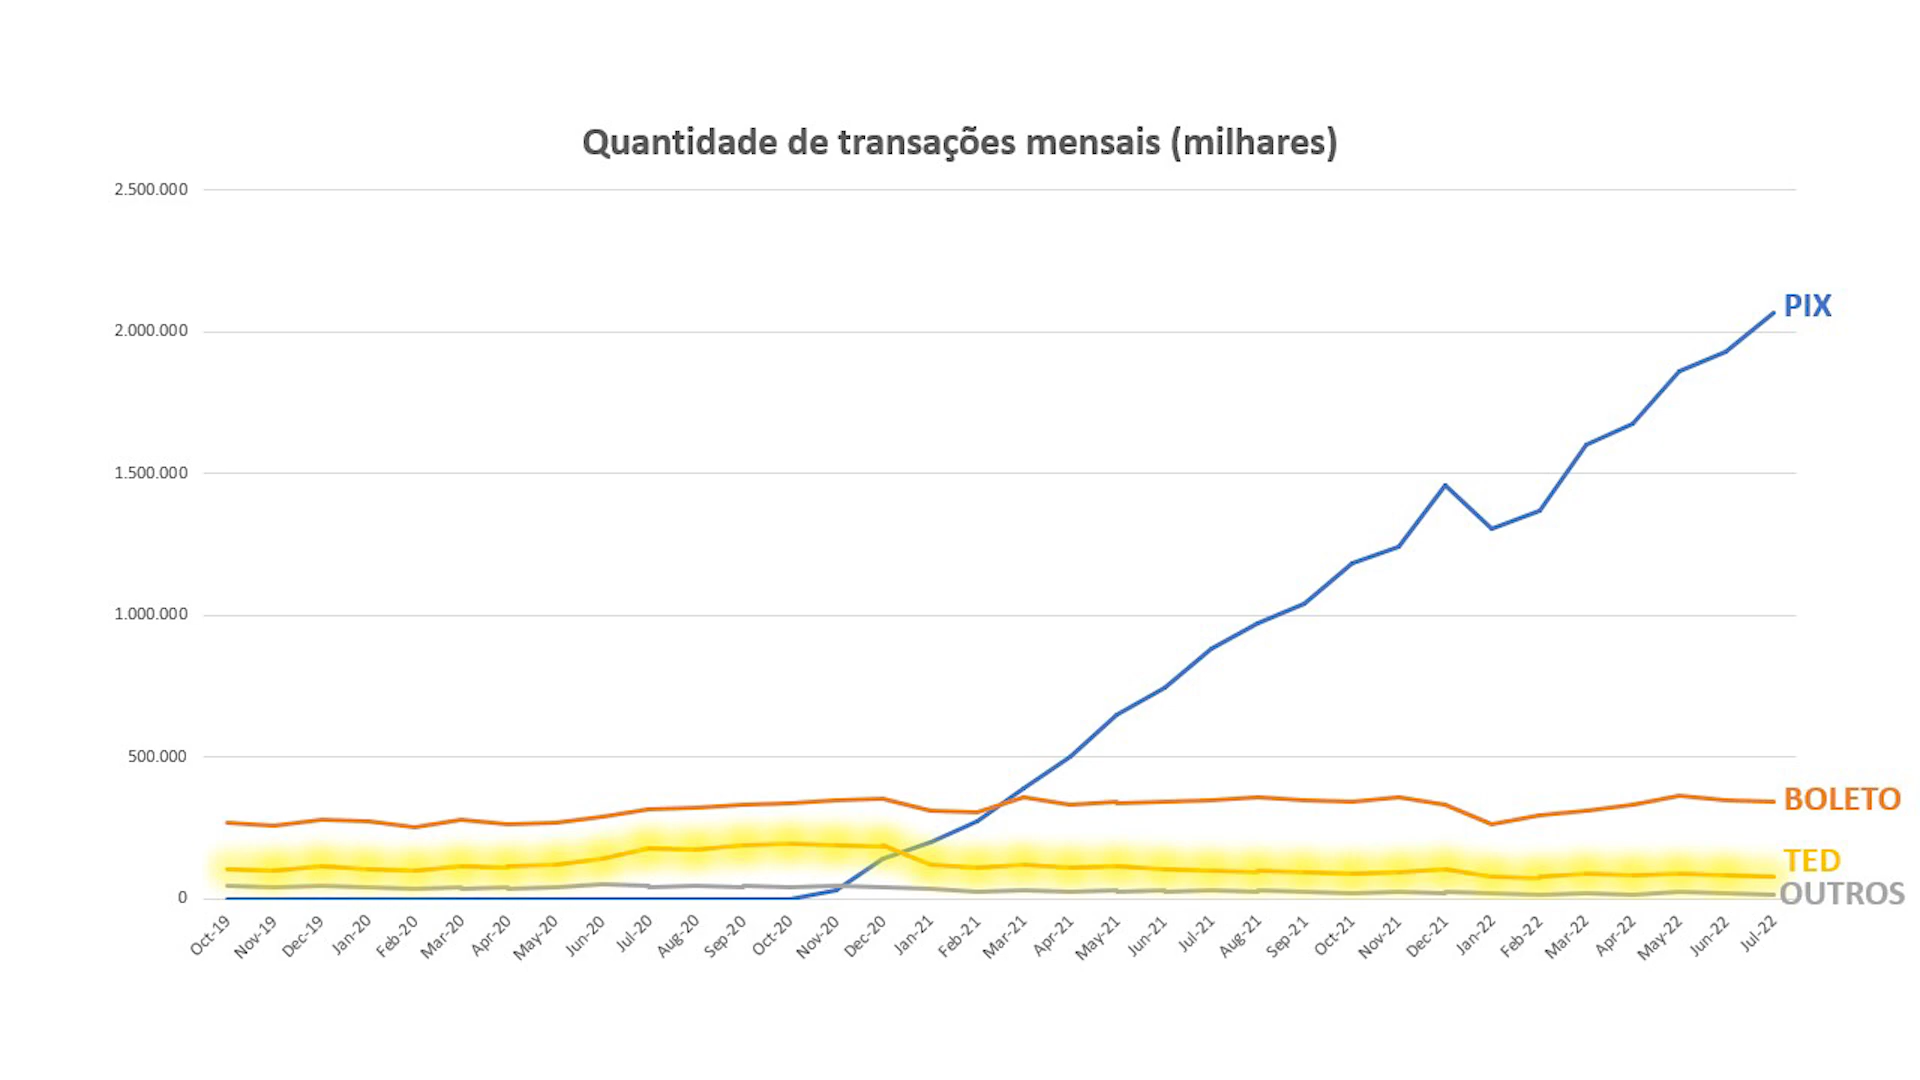 Quantidade de transações mensais (milhares)
2.500.000
2.000.000
1.500.000
1.000.000
500.000
0
PIX
BOLETO
TED
OUTROS
Oct-19
Nov-19
Dec-19
Jan-20
Feb-20
Mar-20
Apr-20
May-20
Jun-20
Jul-20
Aug-20
Sep-20
Oct-20
Nov-20
Dec-20
Jan-21
Feb-21
Mar-21
Apr-21
May-21
Jun-21
Jul-21
Aug-21
Sep-21
Oct-21
Nov-21
Dec-21
Jan-22
Feb-22
Mar-22
Apr-22
May-22
Jun-22
Jul-22